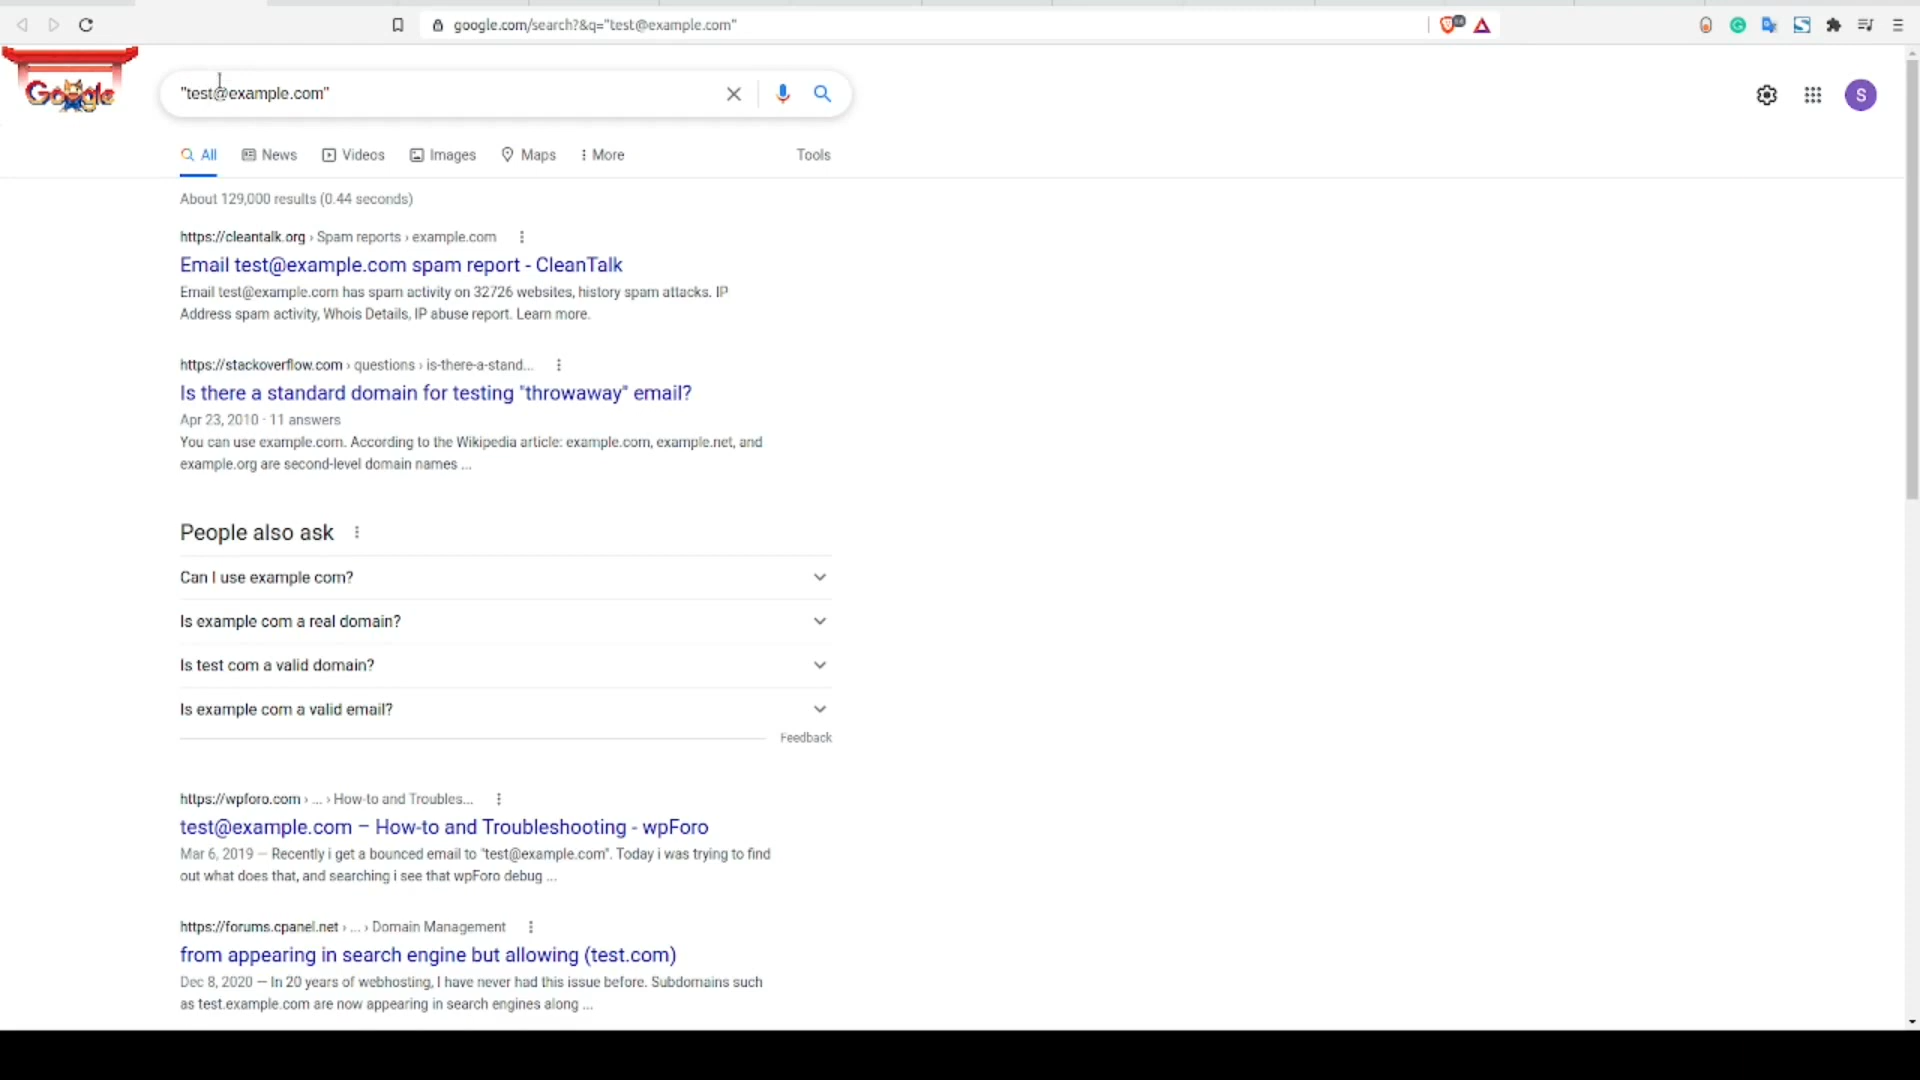 google.com/search?&q="test@example.com"
Google
"test@example.com"
S
All
News
Videos
Images
Maps
More
Tools
About 129,000 results (0.44 seconds)
https://cleantalk.org › Spam reports › example.com
Email test@example.com spam report - CleanTalk
Email test@example.com has spam activity on 32726 websites, history spam attacks. IP
Address spam activity, Whois Details, IP abuse report. Learn more.
https://stackoverflow.com › questions › is-there-a-stand...
Is there a standard domain for testing "throwaway" email?
Apr 23, 2010 · 11 answers
You can use example.com. According to the Wikipedia article: example.com, example.net, and
example.org are second-level domain names ...
People also ask
Can I use example com?
Is example com a real domain?
Is test com a valid domain?
Is example com a valid email?
Feedback
https://wpforo.com › ... › How-to and Troubles...
test@example.com – How-to and Troubleshooting - wpForo
Mar 6, 2019 — Recently i get a bounced email to "test@example.com". Today i was trying to find
out what does that, and searching i see that wpForo debug ...
https://forums.cpanel.net › ... › Domain Management
from appearing in search engine but allowing (test.com)
Dec 8, 2020 — In 20 years of webhosting, I have never had this issue before. Subdomains such
as test.example.com are now appearing in search engines along ...